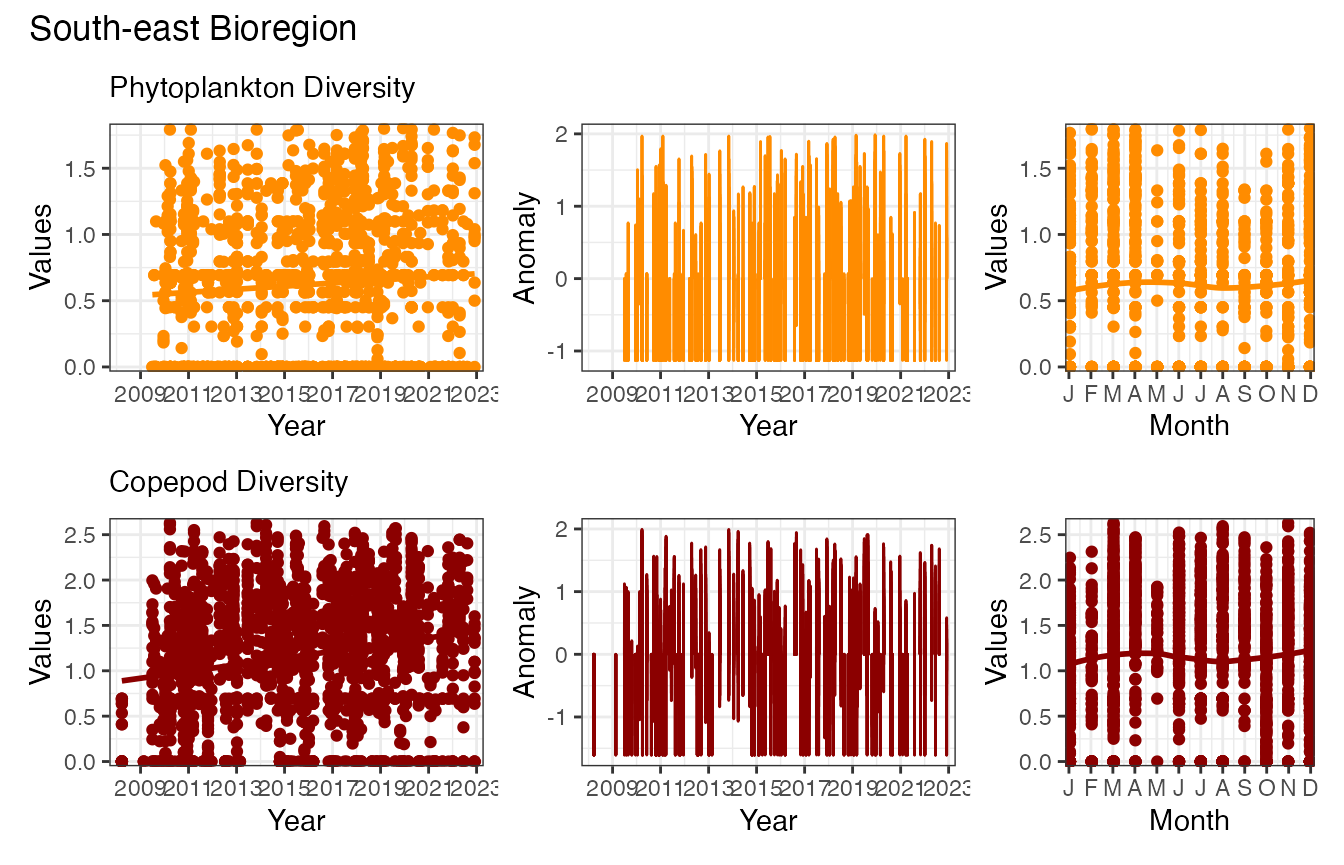 South-east Bioregion
Phytoplankton Diversity
Values
1.5
1.0
0.5
0.0
2009 2011 2013 2015 2017 2019 2021 2023
Year
Anomaly
2
1
0
-1
2009 2011 2013 2015 2017 2019 2021 2023
Year
Values
1.5
1.0
0.5
0.0
J F M A M J J A S O N D
Month
Copepod Diversity
Values
2.5
2.0
1.5
1.0
0.5
0.0
2009 2011 2013 2015 2017 2019 2021 2023
Year
Anomaly
2
1
0
-1
2009 2011 2013 2015 2017 2019 2021 2023
Year
Values
2.5
2.0
1.5
1.0
0.5
0.0
J F M A M J J A S O N D
Month